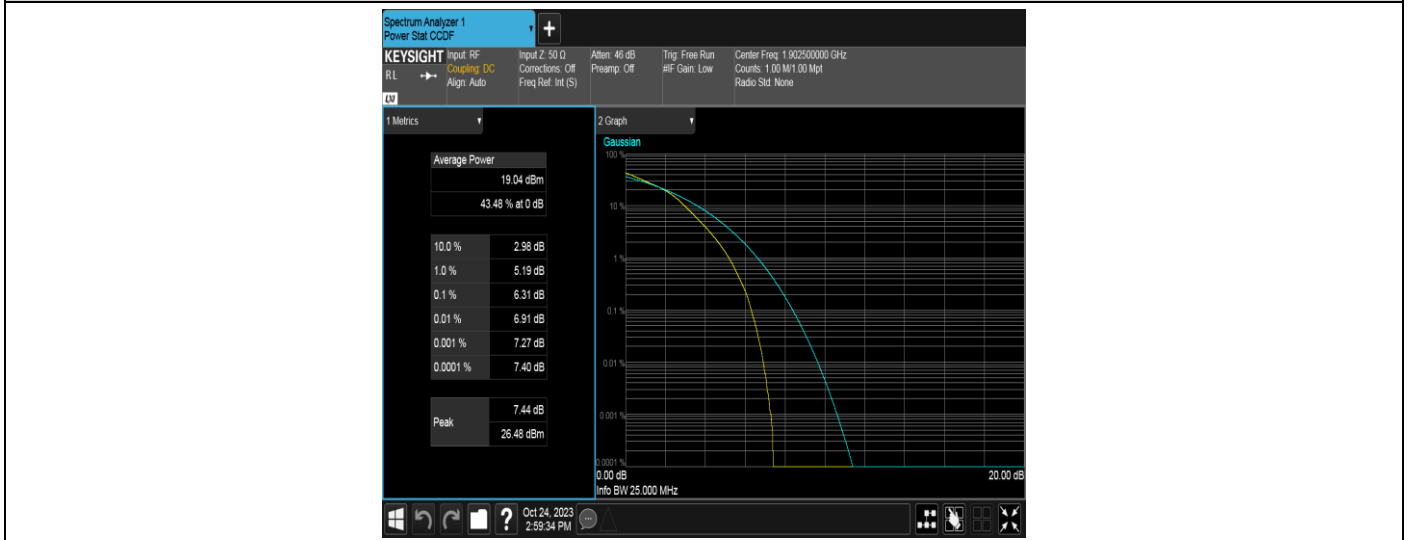 Spectrum Analyzer 1
Power Stat CCDF
+
KEYSIGHT
RL
LXI
Input: RF
Coupling: DC
Align: Auto
Input Z: 50 Ω
Corrections: Off
Freq Ref: Int (S)
Atten: 46 dB
Preamp: Off
Trig: Free Run
#IF Gain: Low
Center Freq: 1.902500000 GHz
Counts: 1.00 M/1.00 Mpt
Radio Std: None
1 Metrics
Average Power
19.04 dBm
43.48 % at 0 dB
10.0 % 2.98 dB
1.0 % 5.19 dB
0.1 % 6.31 dB
0.01 % 6.91 dB
0.001 % 7.27 dB
0.0001 % 7.40 dB
Peak
7.44 dB
26.48 dBm
2 Graph
Gaussian
100 %
10 %
1 %
0.1 %
0.01 %
0.001 %
0.0001 %
0.00 dB 20.00 dB
Info BW 25.000 MHz
?
Oct 24, 2023
2:59:34 PM